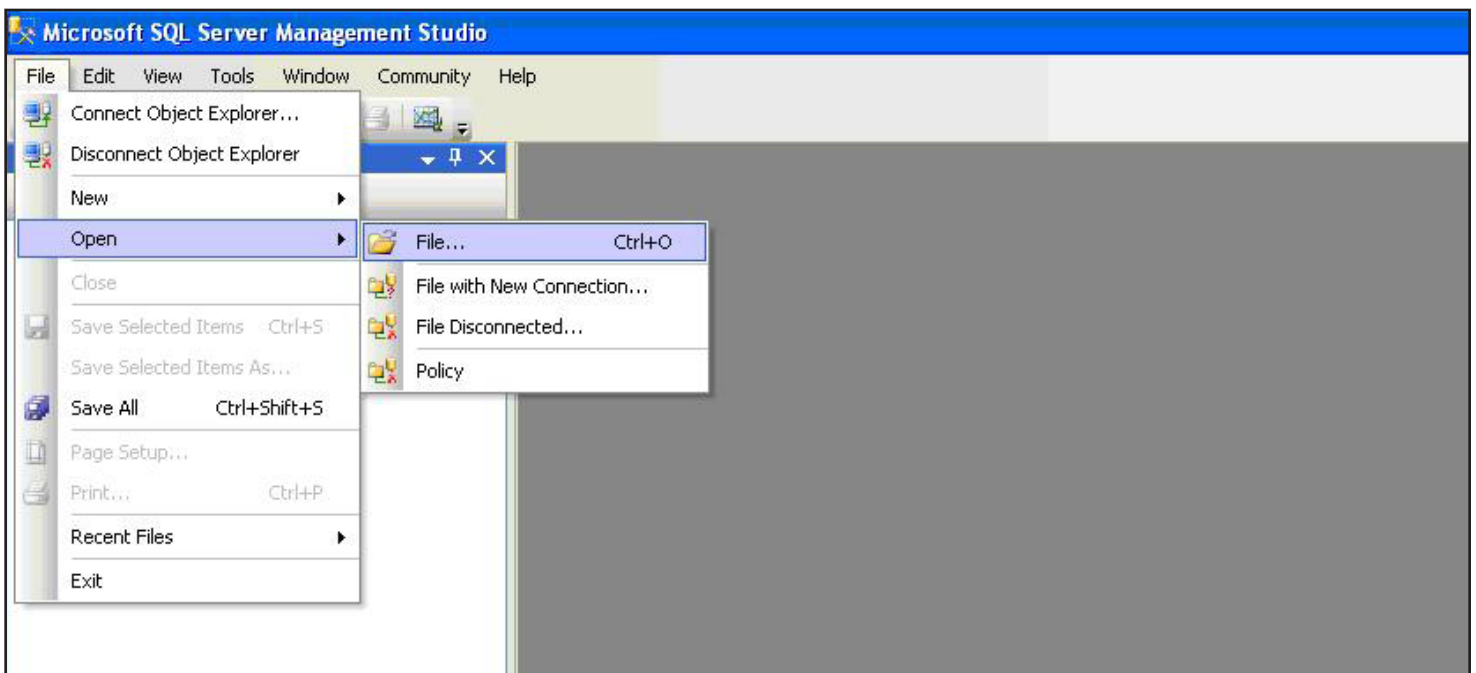 Microsoft SQL Server Management Studio
File Edit View Tools Window Community Help
Connect Object Explorer...
Disconnect Object Explorer
New
Open
Close
Save Selected Items Ctrl+S
Save Selected Items As...
Save All Ctrl+Shift+S
Page Setup...
Print... Ctrl+P
Recent Files
Exit
File... Ctrl+O
File with New Connection...
File Disconnected...
Policy